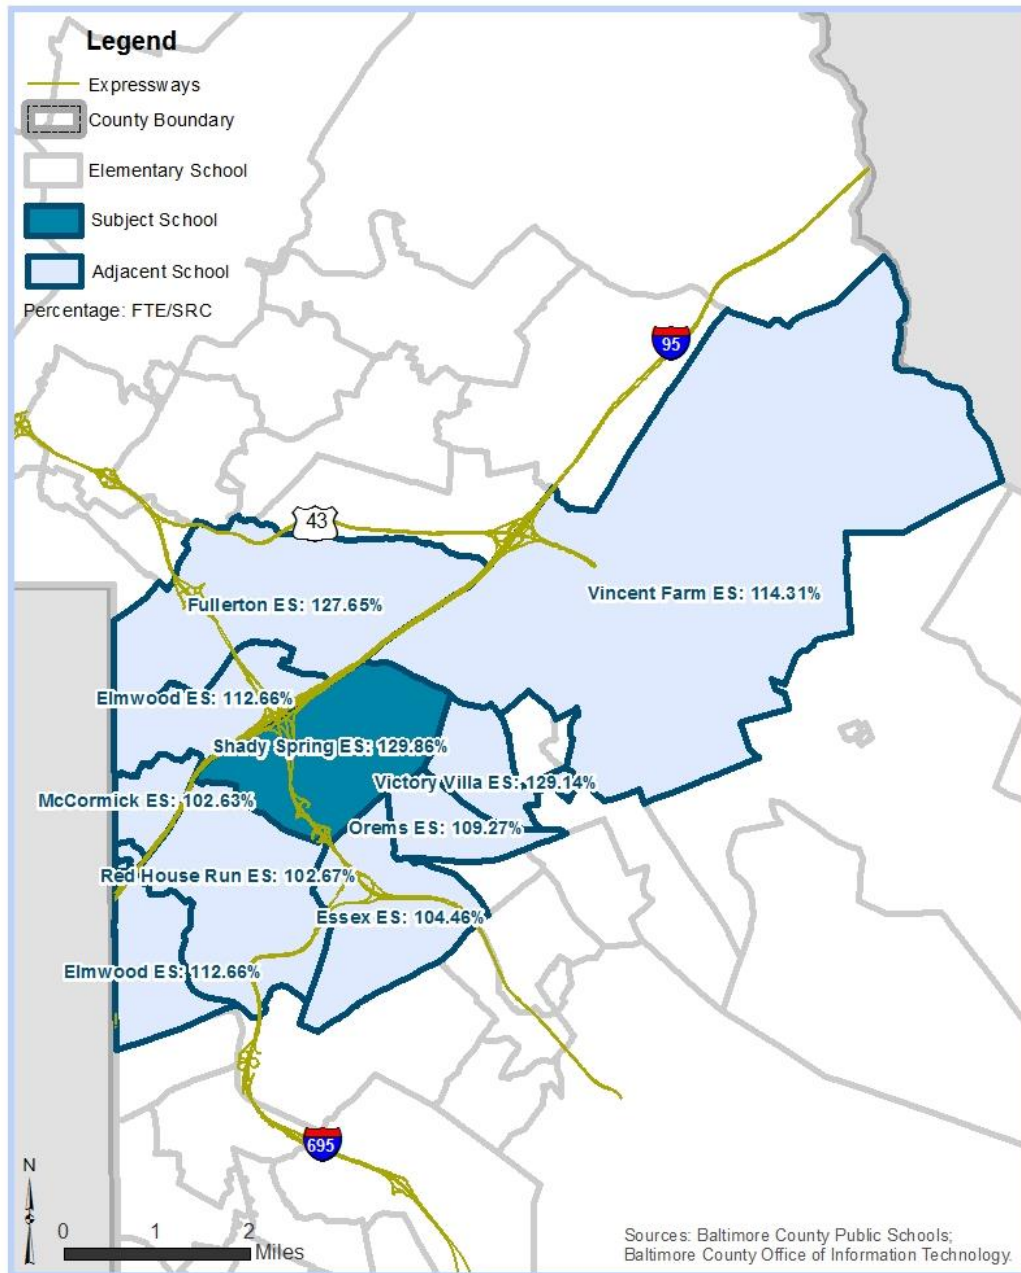 Legend
Expressways
County Boundary
Elementary School
Subject School
Adjacent School
Percentage: FTE/SRC
95
43
Fullerton ES: 127.65%
Vincent Farm ES: 114.31%
Elmwood ES: 112.66%
Shady Spring ES: 129.86%
Victory Villa ES: 129.14%
McCormick ES: 102.63%
Orems ES: 109.27%
Red House Run ES: 102.67%
Essex ES: 104.46%
Elmwood ES: 112.66%
695
N
0 1 2
Miles
Sources: Baltimore County Public Schools;
Baltimore County Office of Information Technology.